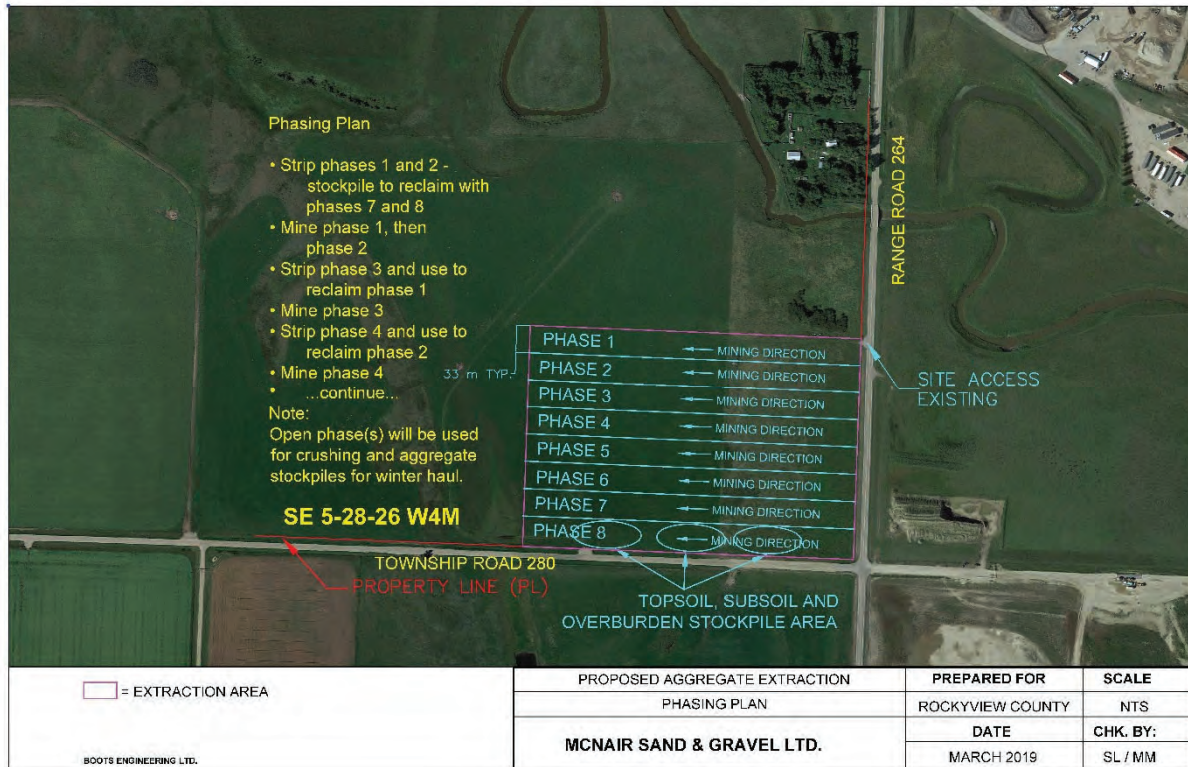 Phasing Plan
• Strip phases 1 and 2 -
stockpile to reclaim with
phases 7 and 8
• Mine phase 1, then
phase 2
• Strip phase 3 and use to
reclaim phase 1
• Mine phase 3
• Strip phase 4 and use to
reclaim phase 2
• Mine phase 4
• ...continue...
Note:
Open phase(s) will be used
for crushing and aggregate
stockpiles for winter haul.
SE 5-28-26 W4M
33 m TYP.
PHASE 1
MINING DIRECTION
PHASE 2
MINING DIRECTION
PHASE 3
MINING DIRECTION
PHASE 4
MINING DIRECTION
PHASE 5
MINING DIRECTION
PHASE 6
MINING DIRECTION
PHASE 7
MINING DIRECTION
PHASE 8
MINING DIRECTION
RANGE ROAD 264
SITE ACCESS
EXISTING
TOWNSHIP ROAD 280
PROPERTY LINE (PL)
TOPSOIL, SUBSOIL AND
OVERBURDEN STOCKPILE AREA
= EXTRACTION AREA
BOOTS ENGINEERING LTD.
PROPOSED AGGREGATE EXTRACTION
PHASING PLAN
MCNAIR SAND & GRAVEL LTD.
PREPARED FOR
ROCKYVIEW COUNTY
DATE
MARCH 2019
SCALE
NTS
CHK. BY:
SL / MM